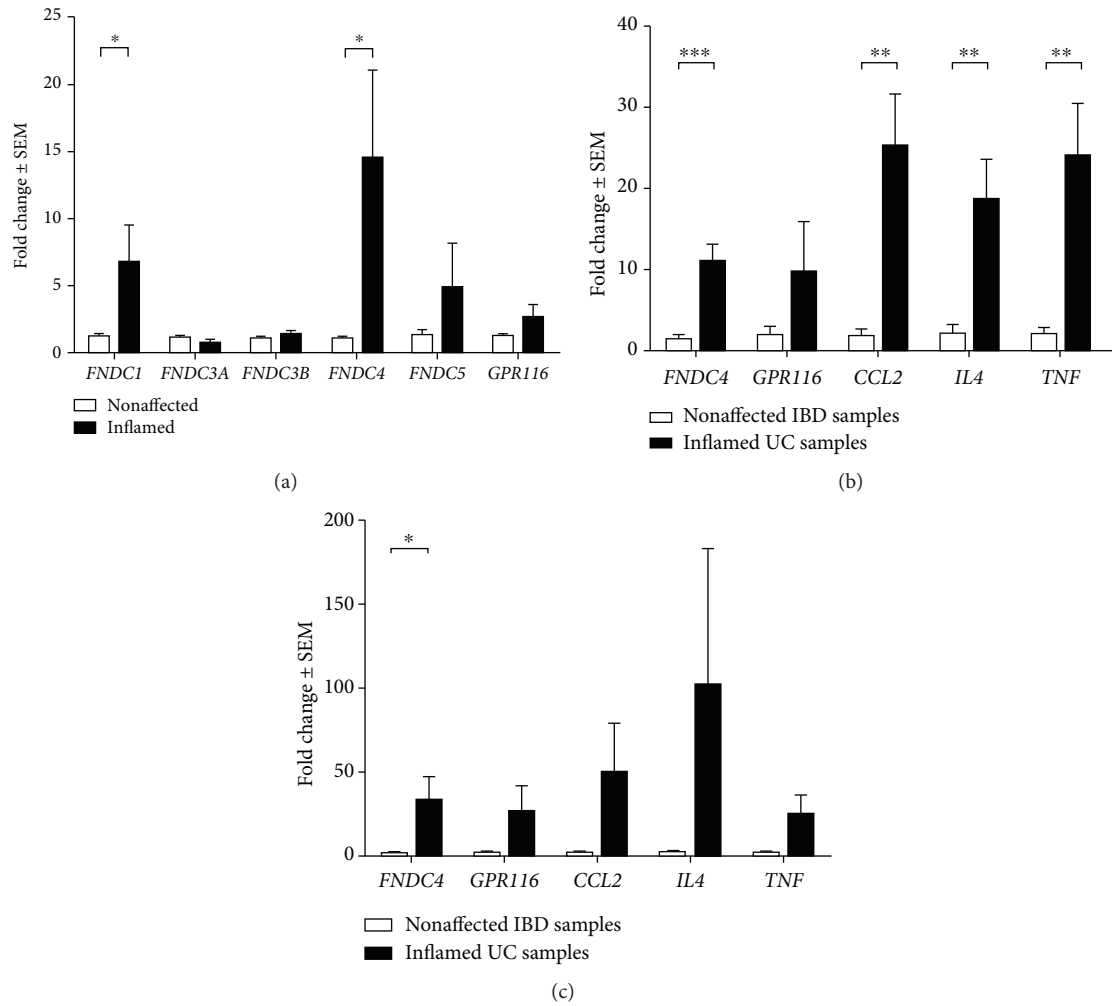 Fold change ± SEM
25
20
15
10
5
0
*
*
FNDC1 FNDC3A FNDC3B FNDC4 FNDC5 GPR116
Nonaffected
Inflamed
(a)
Fold change ± SEM
40
30
20
10
0
***
**
**
**
FNDC4 GPR116 CCL2 IL4 TNF
Nonaffected IBD samples
Inflamed UC samples
(b)
Fold change ± SEM
200
150
100
50
0
*
FNDC4 GPR116 CCL2 IL4 TNF
Nonaffected IBD samples
Inflamed UC samples
(c)